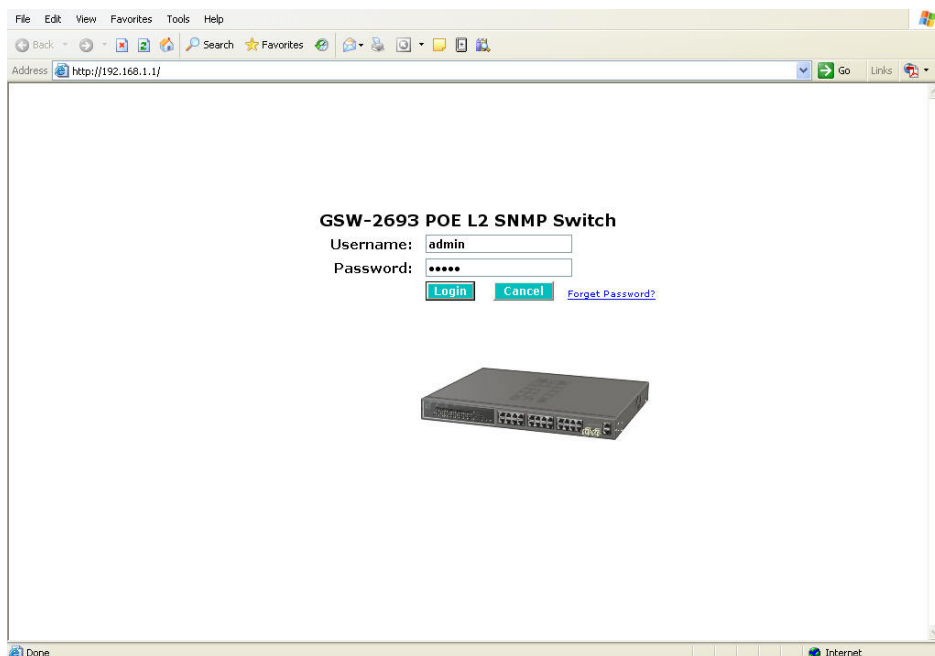 File Edit View Favorites Tools Help
Back Search Favorites
Address http://192.168.1.1/ Go Links
GSW-2693 POE L2 SNMP Switch
Username: admin
Password: •••••
Login Cancel Forget Password?
Done Internet